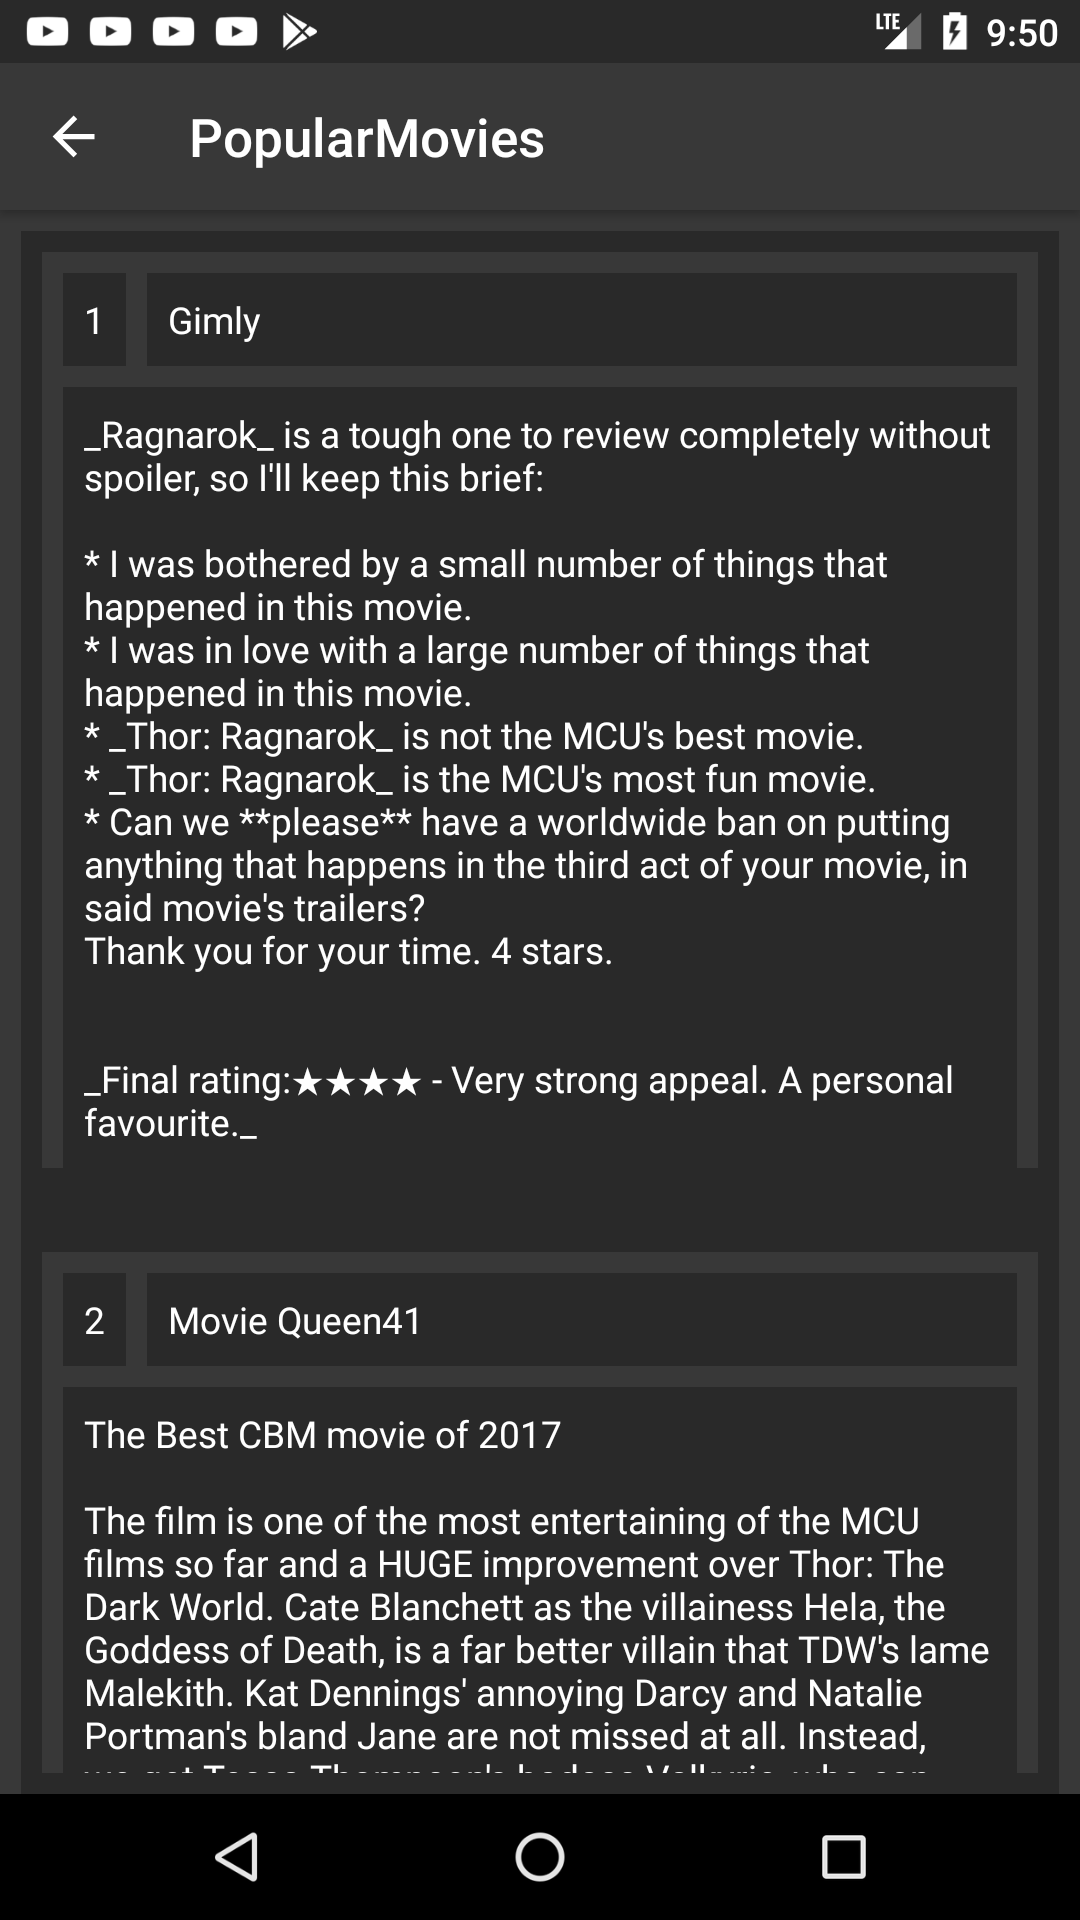 LTE 9:50
PopularMovies
1 Gimly
_Ragnarok_ is a tough one to review completely without
spoiler, so I'll keep this brief:
* I was bothered by a small number of things that
happened in this movie.
* I was in love with a large number of things that
happened in this movie.
* _Thor: Ragnarok_ is not the MCU's best movie.
* _Thor: Ragnarok_ is the MCU's most fun movie.
* Can we **please** have a worldwide ban on putting
anything that happens in the third act of your movie, in
said movie's trailers?
Thank you for your time. 4 stars.
_Final rating:★★★★ - Very strong appeal. A personal
favourite._
2 Movie Queen41
The Best CBM movie of 2017
The film is one of the most entertaining of the MCU
films so far and a HUGE improvement over Thor: The
Dark World. Cate Blanchett as the villainess Hela, the
Goddess of Death, is a far better villain that TDW's lame
Malekith. Kat Dennings' annoying Darcy and Natalie
Portman's bland Jane are not missed at all. Instead,
we get Tessa Thompson's badass Valkyrie, who can